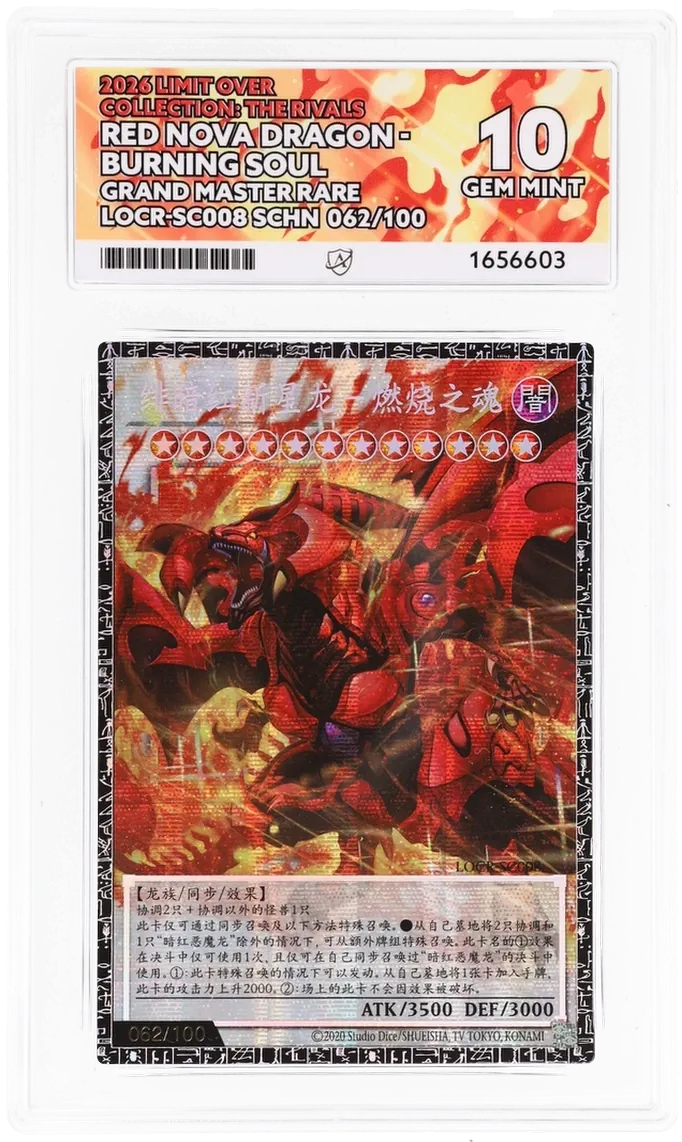 2026 LIMIT OVER
COLLECTION: THE RIVALS
RED NOVA DRAGON -
BURNING SOUL
GRAND MASTER RARE
LOCR-SC008 SCHN 062/100
10
GEM MINT
1656603
绯暗红新星龙－燃烧之魂 闇
LOCR-SC008
【龙族/同步/效果】
协调2只＋协调以外的怪兽1只
此卡仅可通过同步召唤及以下方法特殊召唤。●从自己墓地将2只协调和
1只“暗红恶魔龙”除外的情况下，可从额外牌组特殊召唤。此卡名的①效果
在决斗中仅可使用1次，且仅可在自己同步召唤过“暗红恶魔龙”的决斗中
使用。①：此卡特殊召唤的情况下可以发动。从自己墓地将1张卡加入手牌，
此卡的攻击力上升2000。②：场上的此卡不会因效果被破坏。
ATK/3500 DEF/3000
062/100
©2020 Studio Dice/SHUEISHA, TV TOKYO, KONAMI